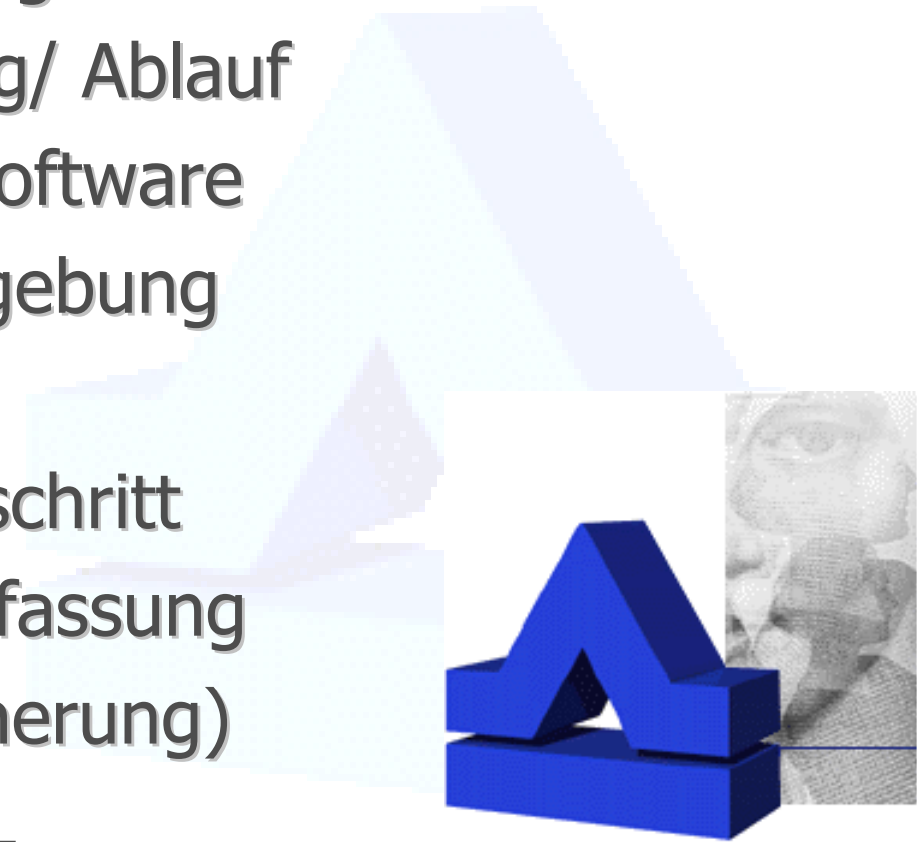 g
g/ Ablauf
oftware
gebung
schritt
fassung
nerung)